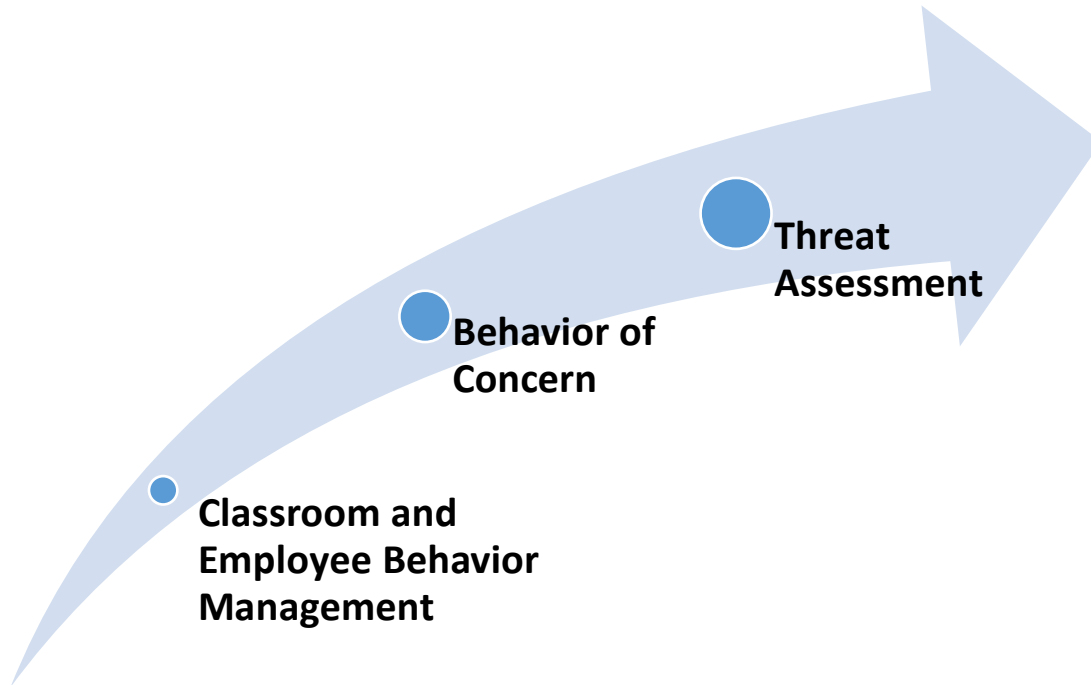 Threat
Assessment
Behavior of
Concern
Classroom and
Employee Behavior
Management